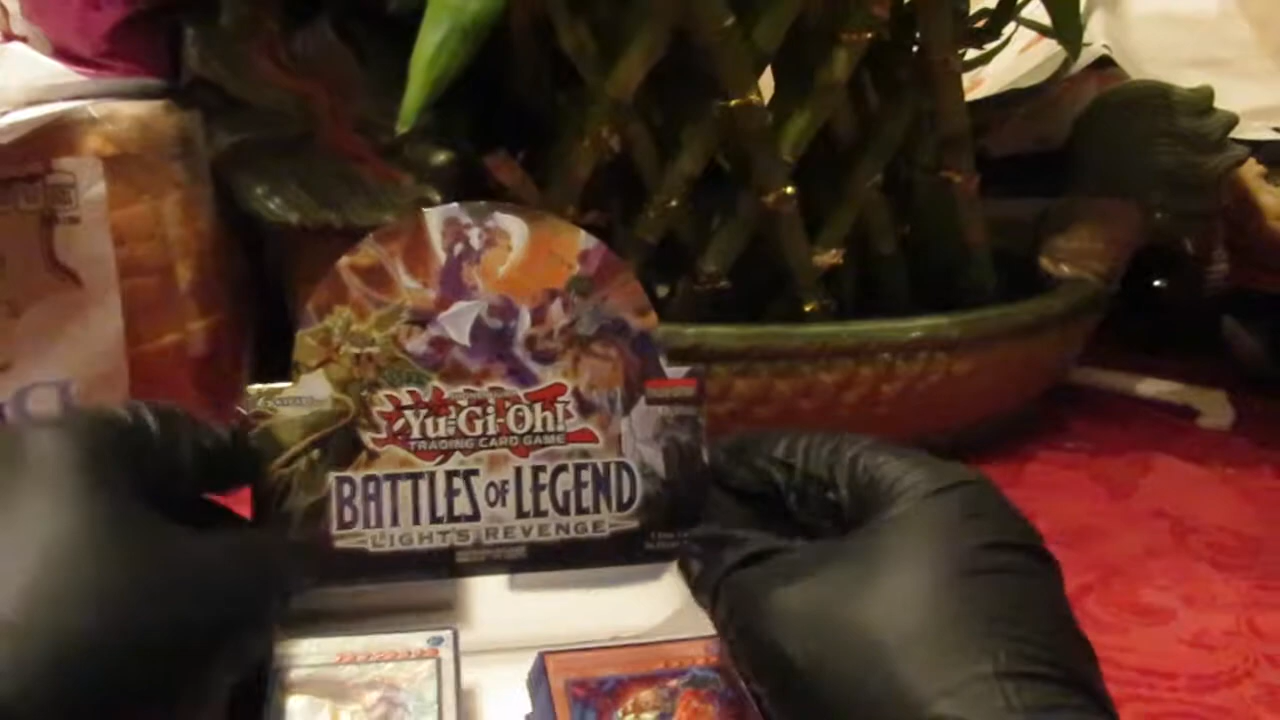 Yu-Gi-Oh!
TRADING CARD GAME
BATTLES OF LEGEND
LIGHT'S REVENGE